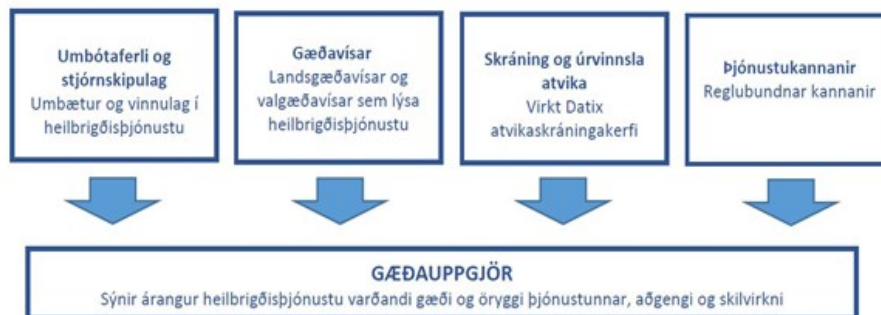 Umbótaferli og
stjórnskipulag
Umbætur og vinnulag í
heilbrigðisþjónustu
Gæðavísar
Landsgæðavísar og
valgæðavísar sem lýsa
heilbrigðisþjónustu
Skráning og úrvinnsla
atvika
Virkt Datix
atvikaskráningakerfi
Þjónustukannanir
Reglubundnar kannanir
GÆÐAUPPGJÖR
Sýnir árangur heilbrigðisþjónustu varðandi gæði og öryggi þjónustunnar, aðgengi og skilvirkni